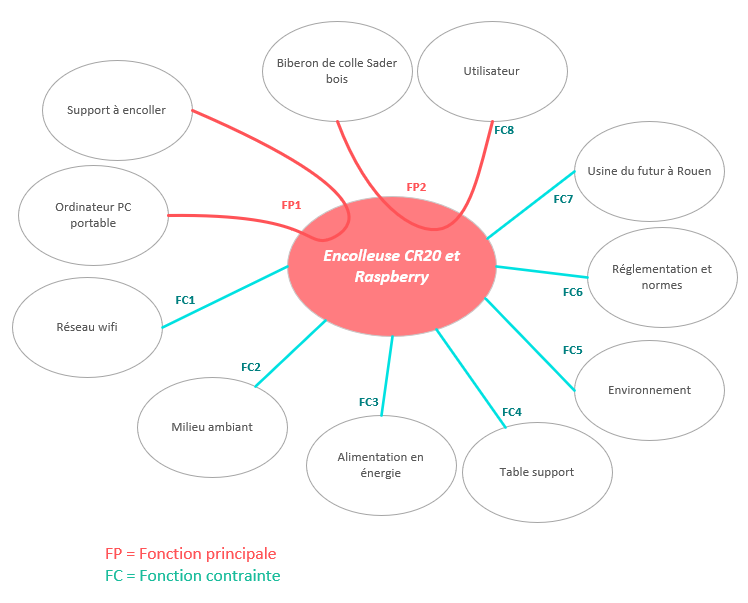 Biberon de colle Sader
bois
Utilisateur
Support à encoller
FC8
Usine du futur à Rouen
FP1
FP2
FC7
Ordinateur PC
portable
Encolleuse CR20 et
Raspberry
Réglementation et
normes
FC6
FC1
Réseau wifi
FC5
FC2
Environnement
FC3
FC4
Milieu ambiant
Alimentation en
énergie
Table support
FP = Fonction principale
FC = Fonction contrainte